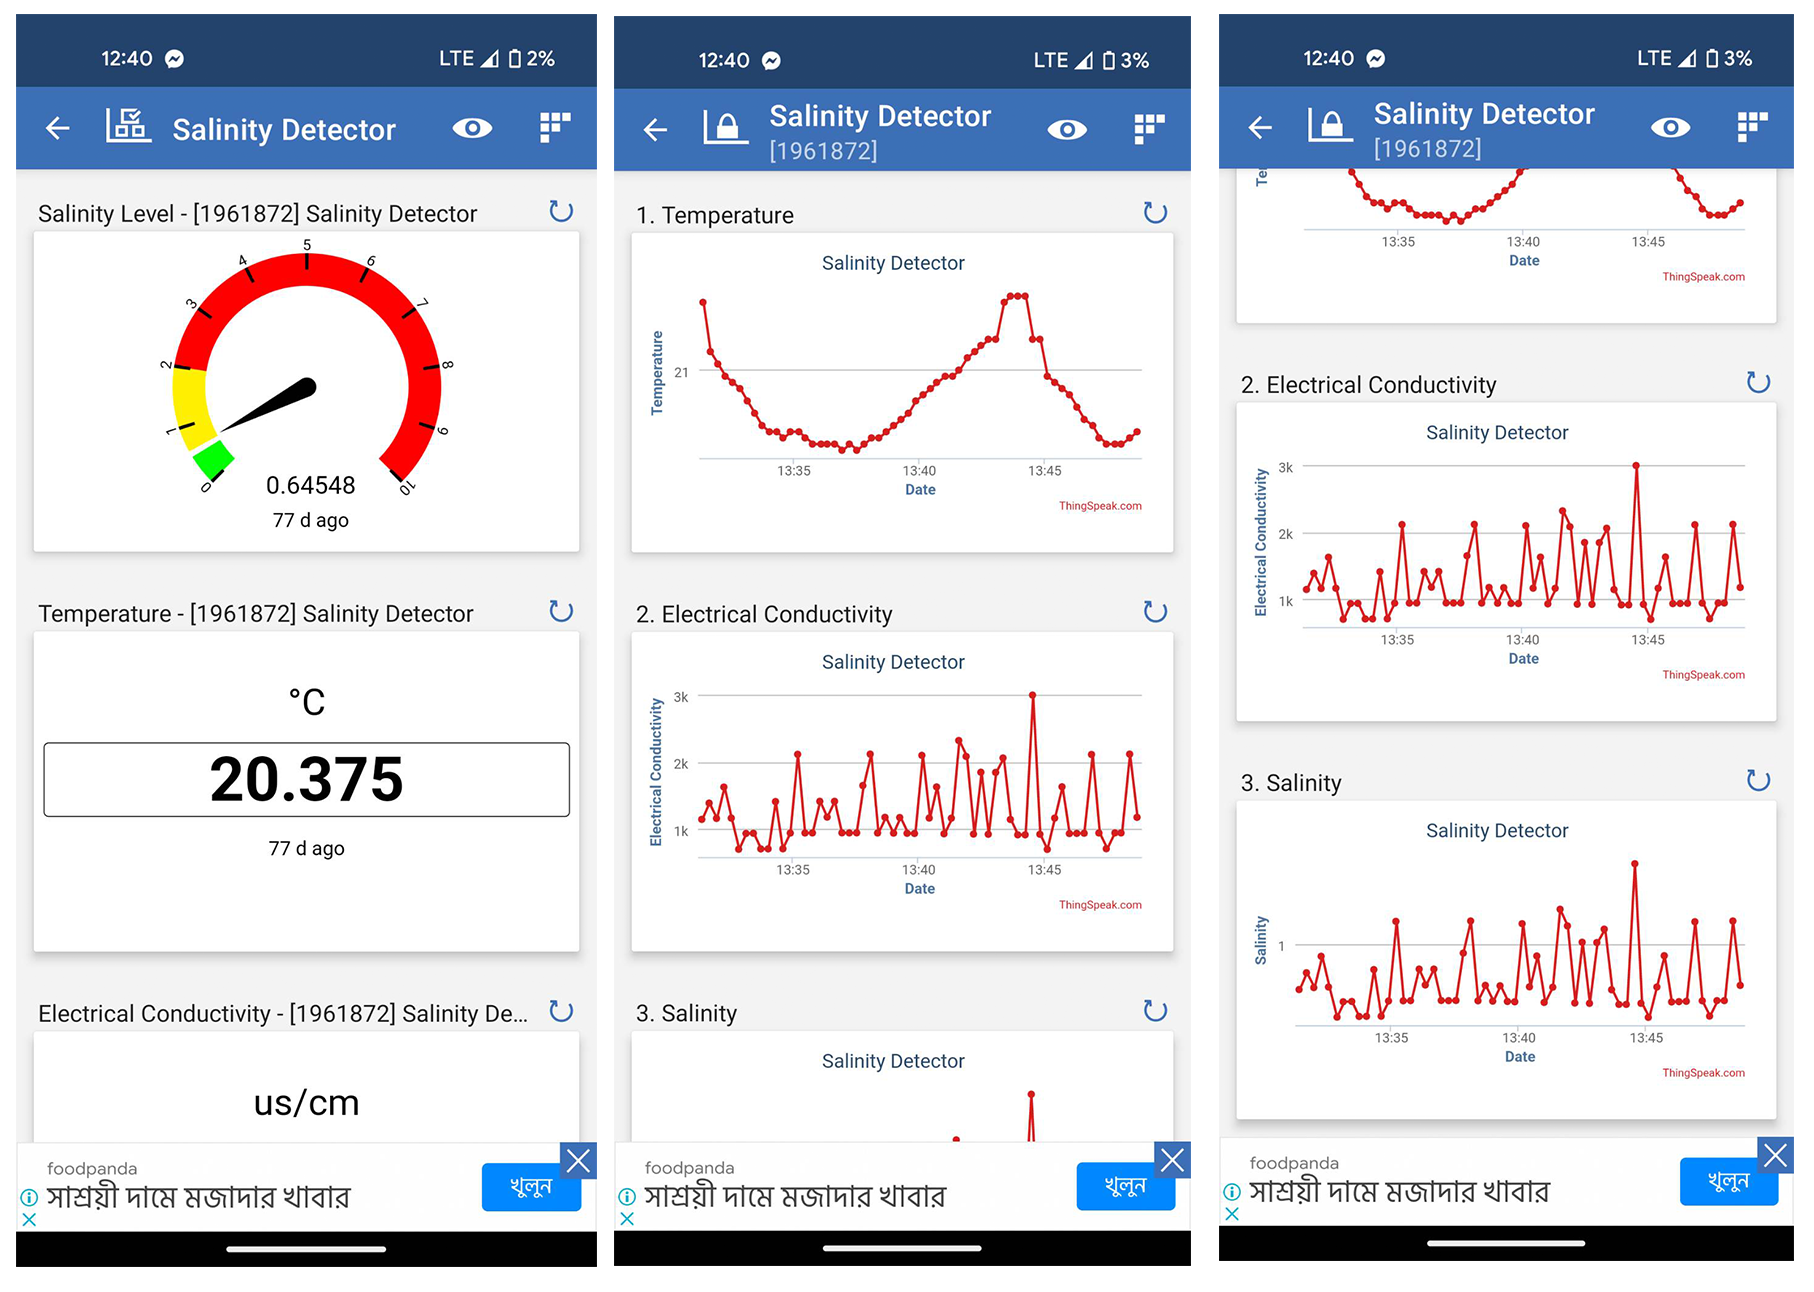 12:40
LTE 2%
Salinity Detector
Salinity Level - [1961872] Salinity Detector
0
1
2
3
4
5
6
7
8
9
10
0.64548
77 d ago
Temperature - [1961872] Salinity Detector
°C
20.375
77 d ago
Electrical Conductivity - [1961872] Salinity De...
us/cm
foodpanda
সাশ্রয়ী দামে মজাদার খাবার
খুলুন
12:40
LTE 3%
Salinity Detector
[1961872]
1. Temperature
Salinity Detector
Temperature
21
13:35 13:40 13:45
Date
ThingSpeak.com
2. Electrical Conductivity
Salinity Detector
Electrical Conductivity
3k
2k
1k
13:35 13:40 13:45
Date
ThingSpeak.com
3. Salinity
Salinity Detector
foodpanda
সাশ্রয়ী দামে মজাদার খাবার
খুলুন
12:40
LTE 3%
Salinity Detector
[1961872]
Te
13:35 13:40 13:45
Date
ThingSpeak.com
2. Electrical Conductivity
Salinity Detector
Electrical Conductivity
3k
2k
1k
13:35 13:40 13:45
Date
ThingSpeak.com
3. Salinity
Salinity Detector
Salinity
1
13:35 13:40 13:45
Date
ThingSpeak.com
foodpanda
সাশ্রয়ী দামে মজাদার খাবার
খুলুন